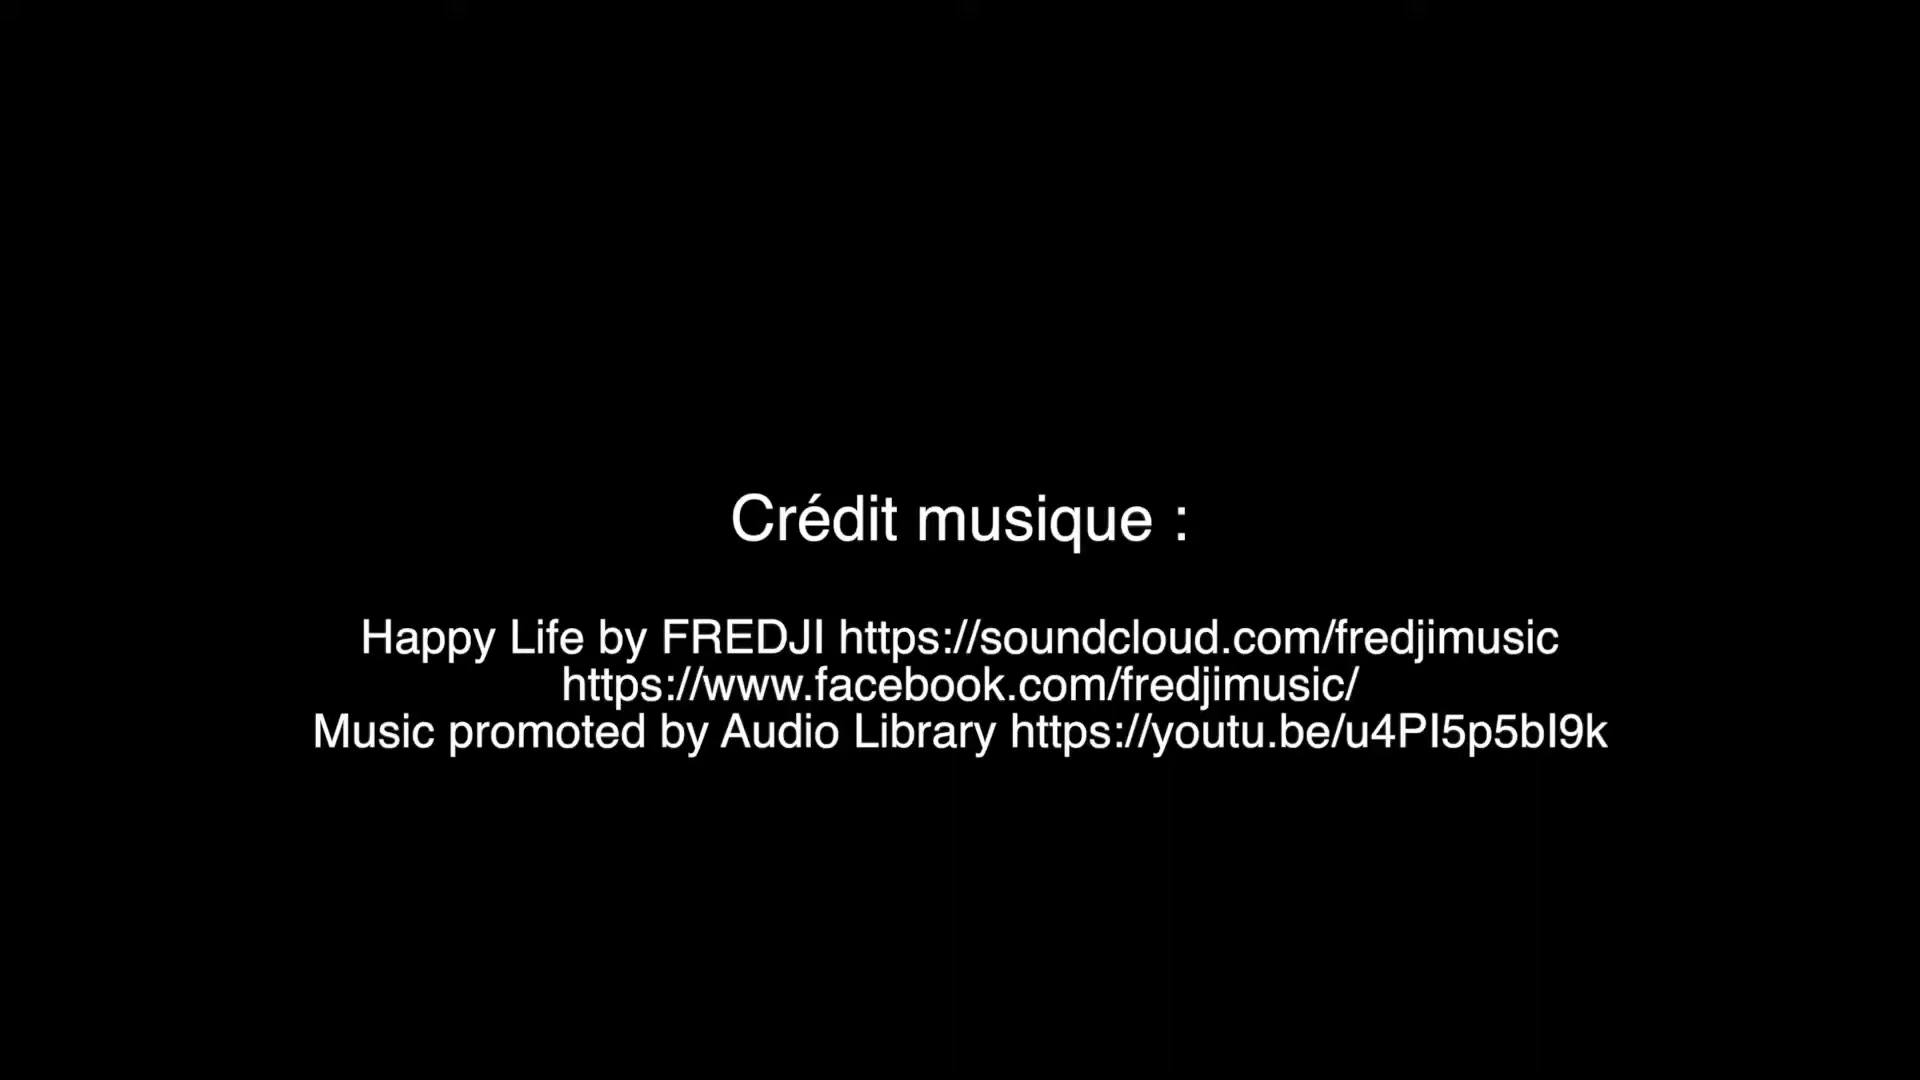 Crédit musique :
Happy Life by FREDJI https://soundcloud.com/fredjimusic
https://www.facebook.com/fredjimusic/
Music promoted by Audio Library https://youtu.be/u4PI5p5bI9k